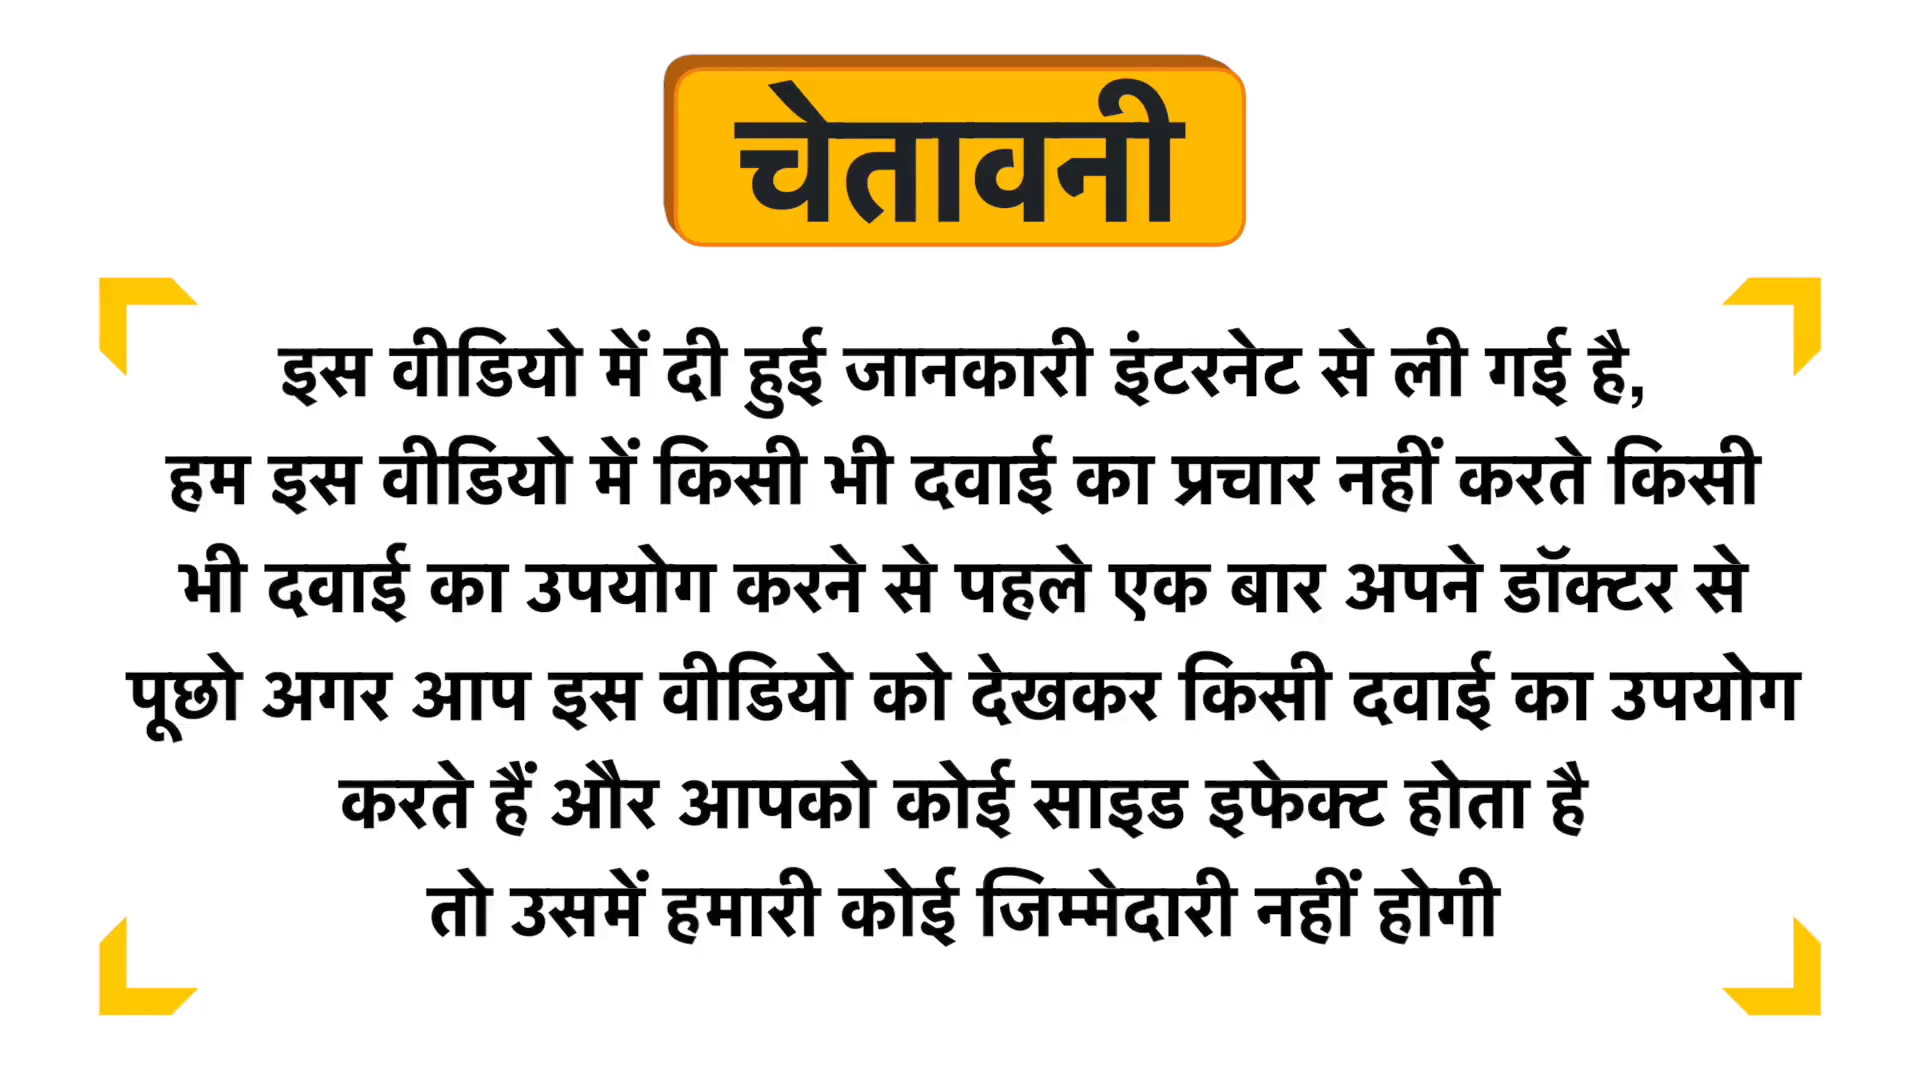 चेतावनी
इस वीडियो में दी हुई जानकारी इंटरनेट से ली गई है,
हम इस वीडियो में किसी भी दवाई का प्रचार नहीं करते किसी
भी दवाई का उपयोग करने से पहले एक बार अपने डॉक्टर से
पूछो अगर आप इस वीडियो को देखकर किसी दवाई का उपयोग
करते हैं और आपको कोई साइड इफेक्ट होता है
तो उसमें हमारी कोई जिम्मेदारी नहीं होगी